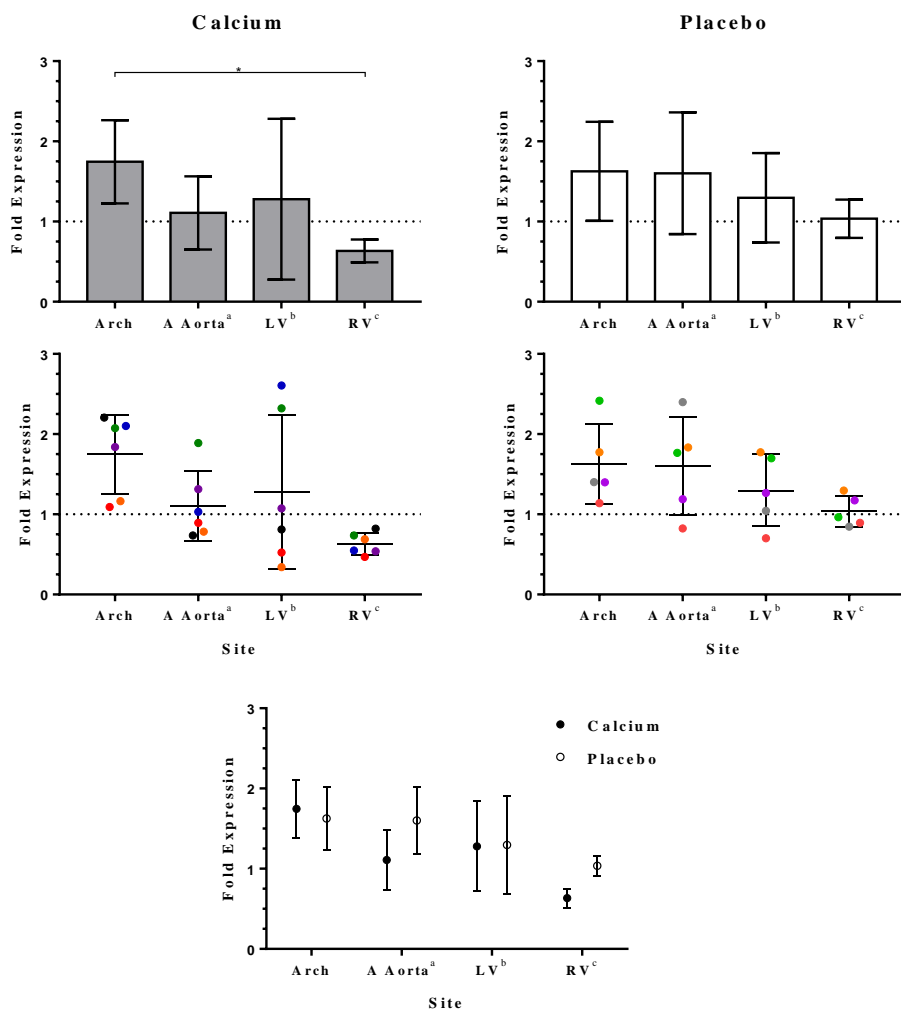 Calcium
Placebo
Fold Expression
3
2
1
0
*
Arch
A Aorta^a
LV^b
RV^c
Fold Expression
3
2
1
0
Arch
A Aorta^a
LV^b
RV^c
Fold Expression
3
2
1
0
Arch
A Aorta^a
LV^b
RV^c
Site
Fold Expression
3
2
1
0
Arch
A Aorta^a
LV^b
RV^c
Site
Fold Expression
3
2
1
0
Calcium
Placebo
Arch
A Aorta^a
LV^b
RV^c
Site